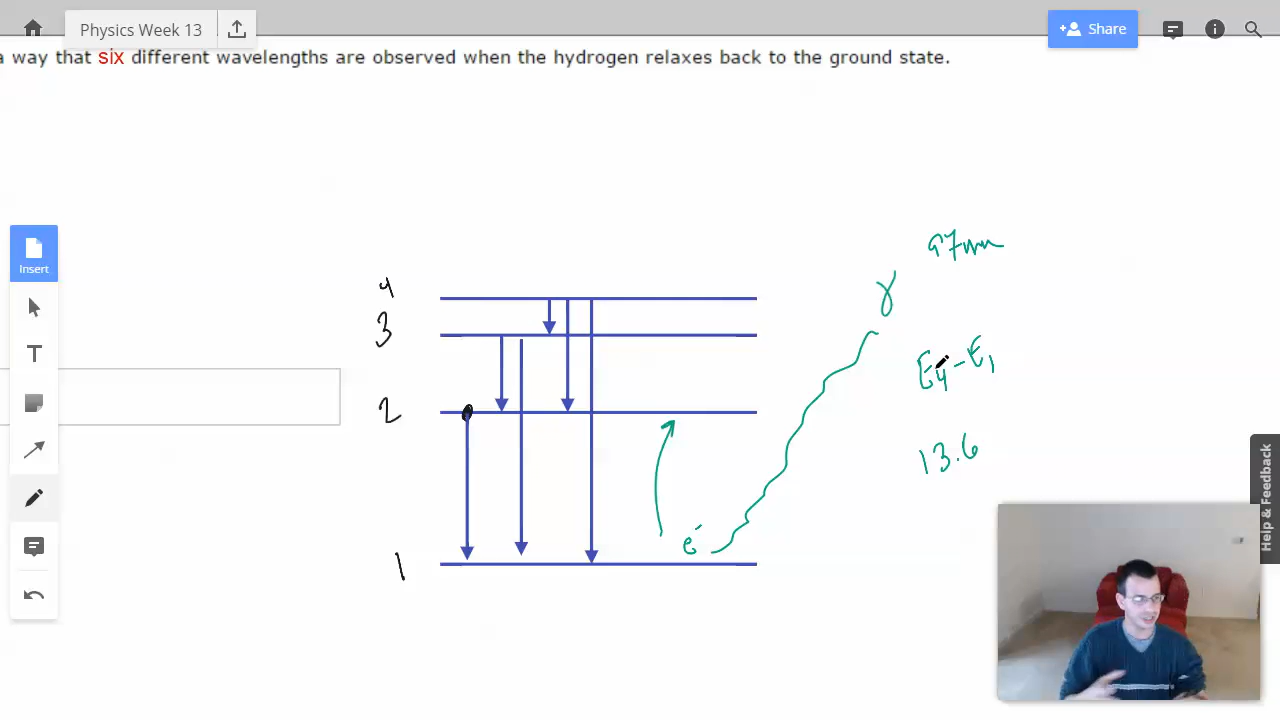 Physics Week 13
Share
a way that six different wavelengths are observed when the hydrogen relaxes back to the ground state.
Insert
97nm
4
γ
3
E4-E1
2
13.6
Help & Feedback
e-
1